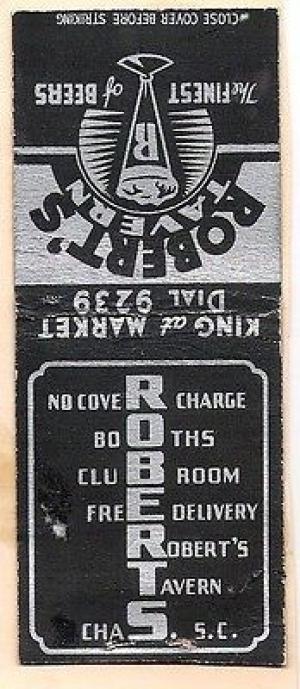 KING at MARKET
DIAL 9239
ROBERT'S
TAVERN
R
The FINEST of BEERS
CLOSE COVER BEFORE STRIKING
NO COVER CHARGE
BOOTHS
CLUB ROOM
FREE DELIVERY
ROBERT'S
TAVERN
CHAS. S.C.